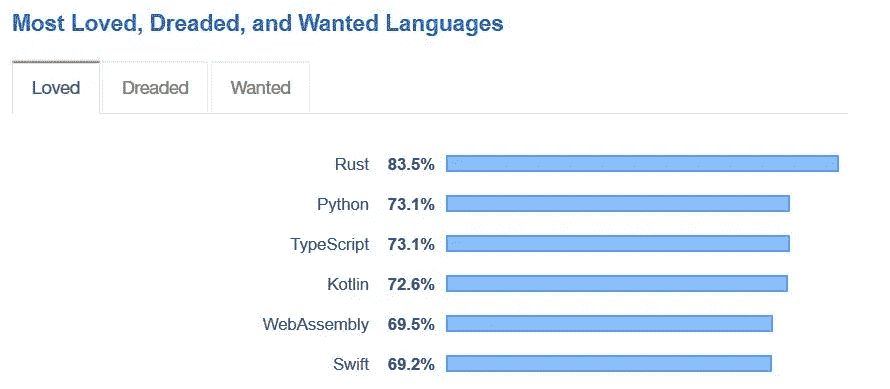 Most Loved, Dreaded, and Wanted Languages
Loved Dreaded Wanted
Rust 83.5%
Python 73.1%
TypeScript 73.1%
Kotlin 72.6%
WebAssembly 69.5%
Swift 69.2%